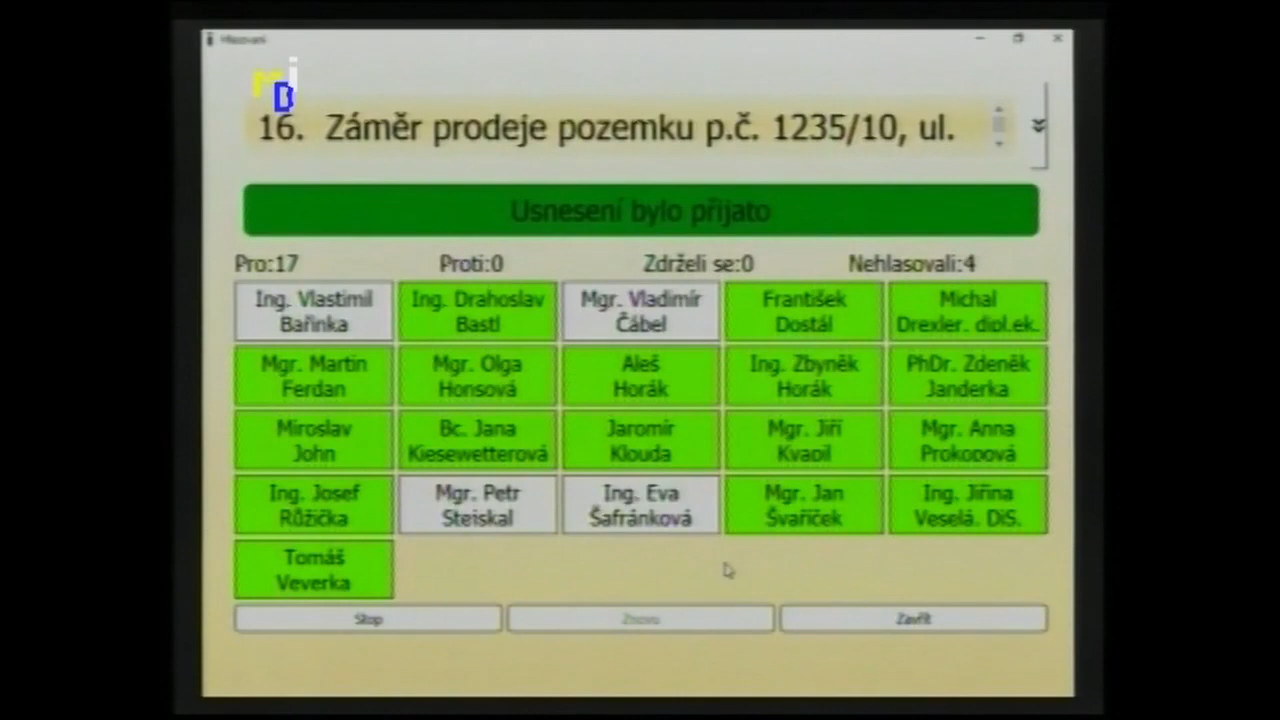 Hlasování
MDi
16. Záměr prodeje pozemku p.č. 1235/10, ul.
Usnesení bylo přijato
Pro:17 Proti:0 Zdrželi se:0 Nehlasovali:4
Ing. Vlastimil Bařinka
Ing. Drahoslav Bastl
Mgr. Vladimír Čábel
František Dostál
Michal Drexler. dipl.ek.
Mgr. Martin Ferdan
Mgr. Olga Honsová
Aleš Horák
Ing. Zbyněk Horák
PhDr. Zdeněk Janderka
Miroslav John
Bc. Jana Kiesewetterová
Jaromír Klouda
Mgr. Jiří Kvapil
Mgr. Anna Prokopová
Ing. Josef Růžička
Mgr. Petr Stejskal
Ing. Eva Šafránková
Mgr. Jan Švaříček
Ing. Jiřina Veselá. DiS.
Tomáš Veverka
Stop Znovu Zavřít